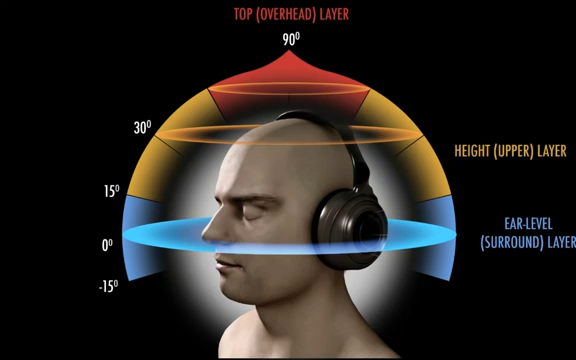 TOP (OVERHEAD) LAYER
90⁰
30⁰
HEIGHT (UPPER) LAYER
15⁰
EAR-LEVEL
(SURROUND) LAYER
0⁰
-15⁰